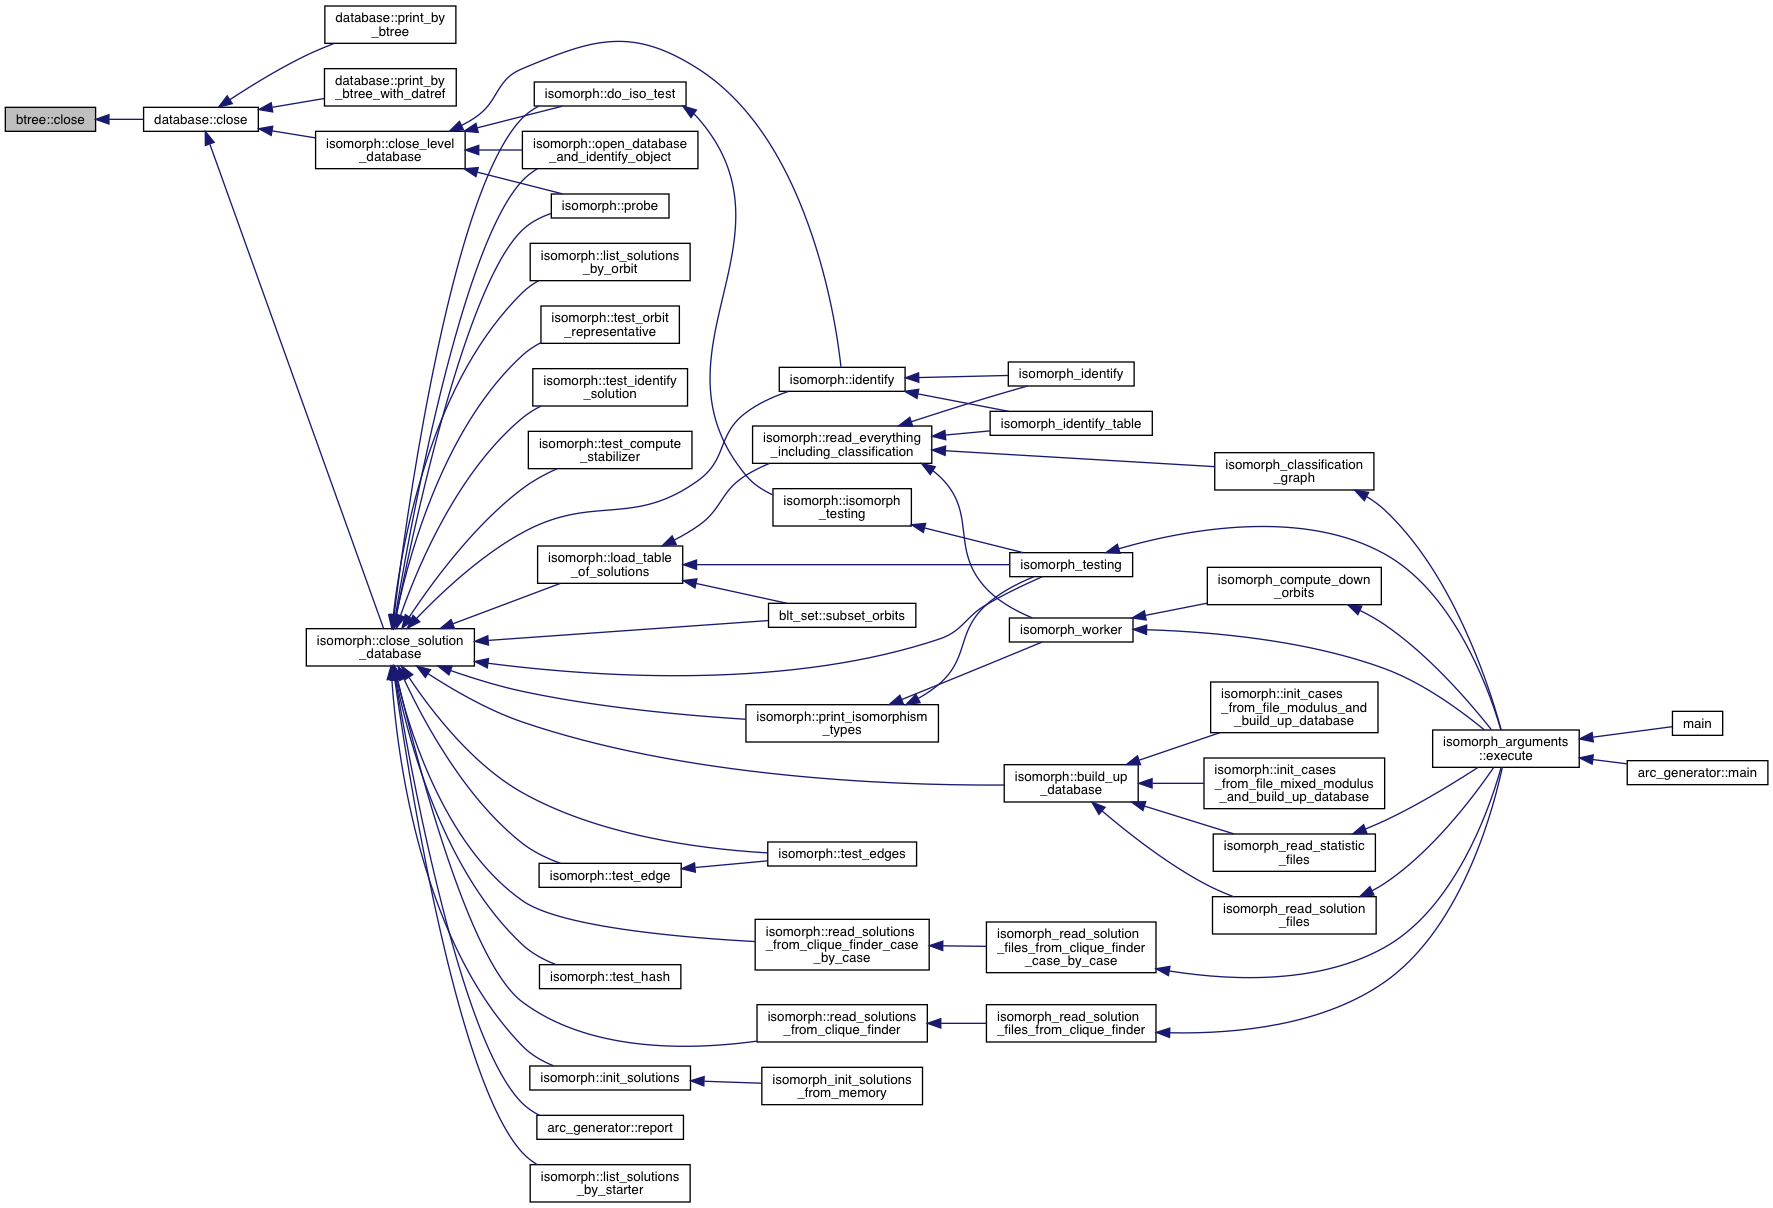 btree::close
database::close
database::print_by
_btree
database::print_by
_btree_with_datref
isomorph::close_level
_database
isomorph::close_solution
_database
isomorph::do_iso_test
isomorph::open_database
_and_identify_object
isomorph::probe
isomorph::list_solutions
_by_orbit
isomorph::test_orbit
_representative
isomorph::test_identify
_solution
isomorph::test_compute
_stabilizer
isomorph::load_table
_of_solutions
isomorph::test_edge
isomorph::test_hash
isomorph::init_solutions
arc_generator::report
isomorph::list_solutions
_by_starter
isomorph::identify
isomorph::read_everything
_including_classification
isomorph::isomorph
_testing
blt_set::subset_orbits
isomorph::print_isomorphism
_types
isomorph::test_edges
isomorph::read_solutions
_from_clique_finder_case
_by_case
isomorph::read_solutions
_from_clique_finder
isomorph_init_solutions
_from_memory
isomorph_identify
isomorph_identify_table
isomorph_testing
isomorph_worker
isomorph::build_up
_database
isomorph_read_solution
_files_from_clique_finder
_case_by_case
isomorph_read_solution
_files_from_clique_finder
isomorph_classification
_graph
isomorph_compute_down
_orbits
isomorph::init_cases
_from_file_modulus_and
_build_up_database
isomorph::init_cases
_from_file_mixed_modulus
_and_build_up_database
isomorph_read_statistic
_files
isomorph_read_solution
_files
isomorph_arguments
::execute
main
arc_generator::main